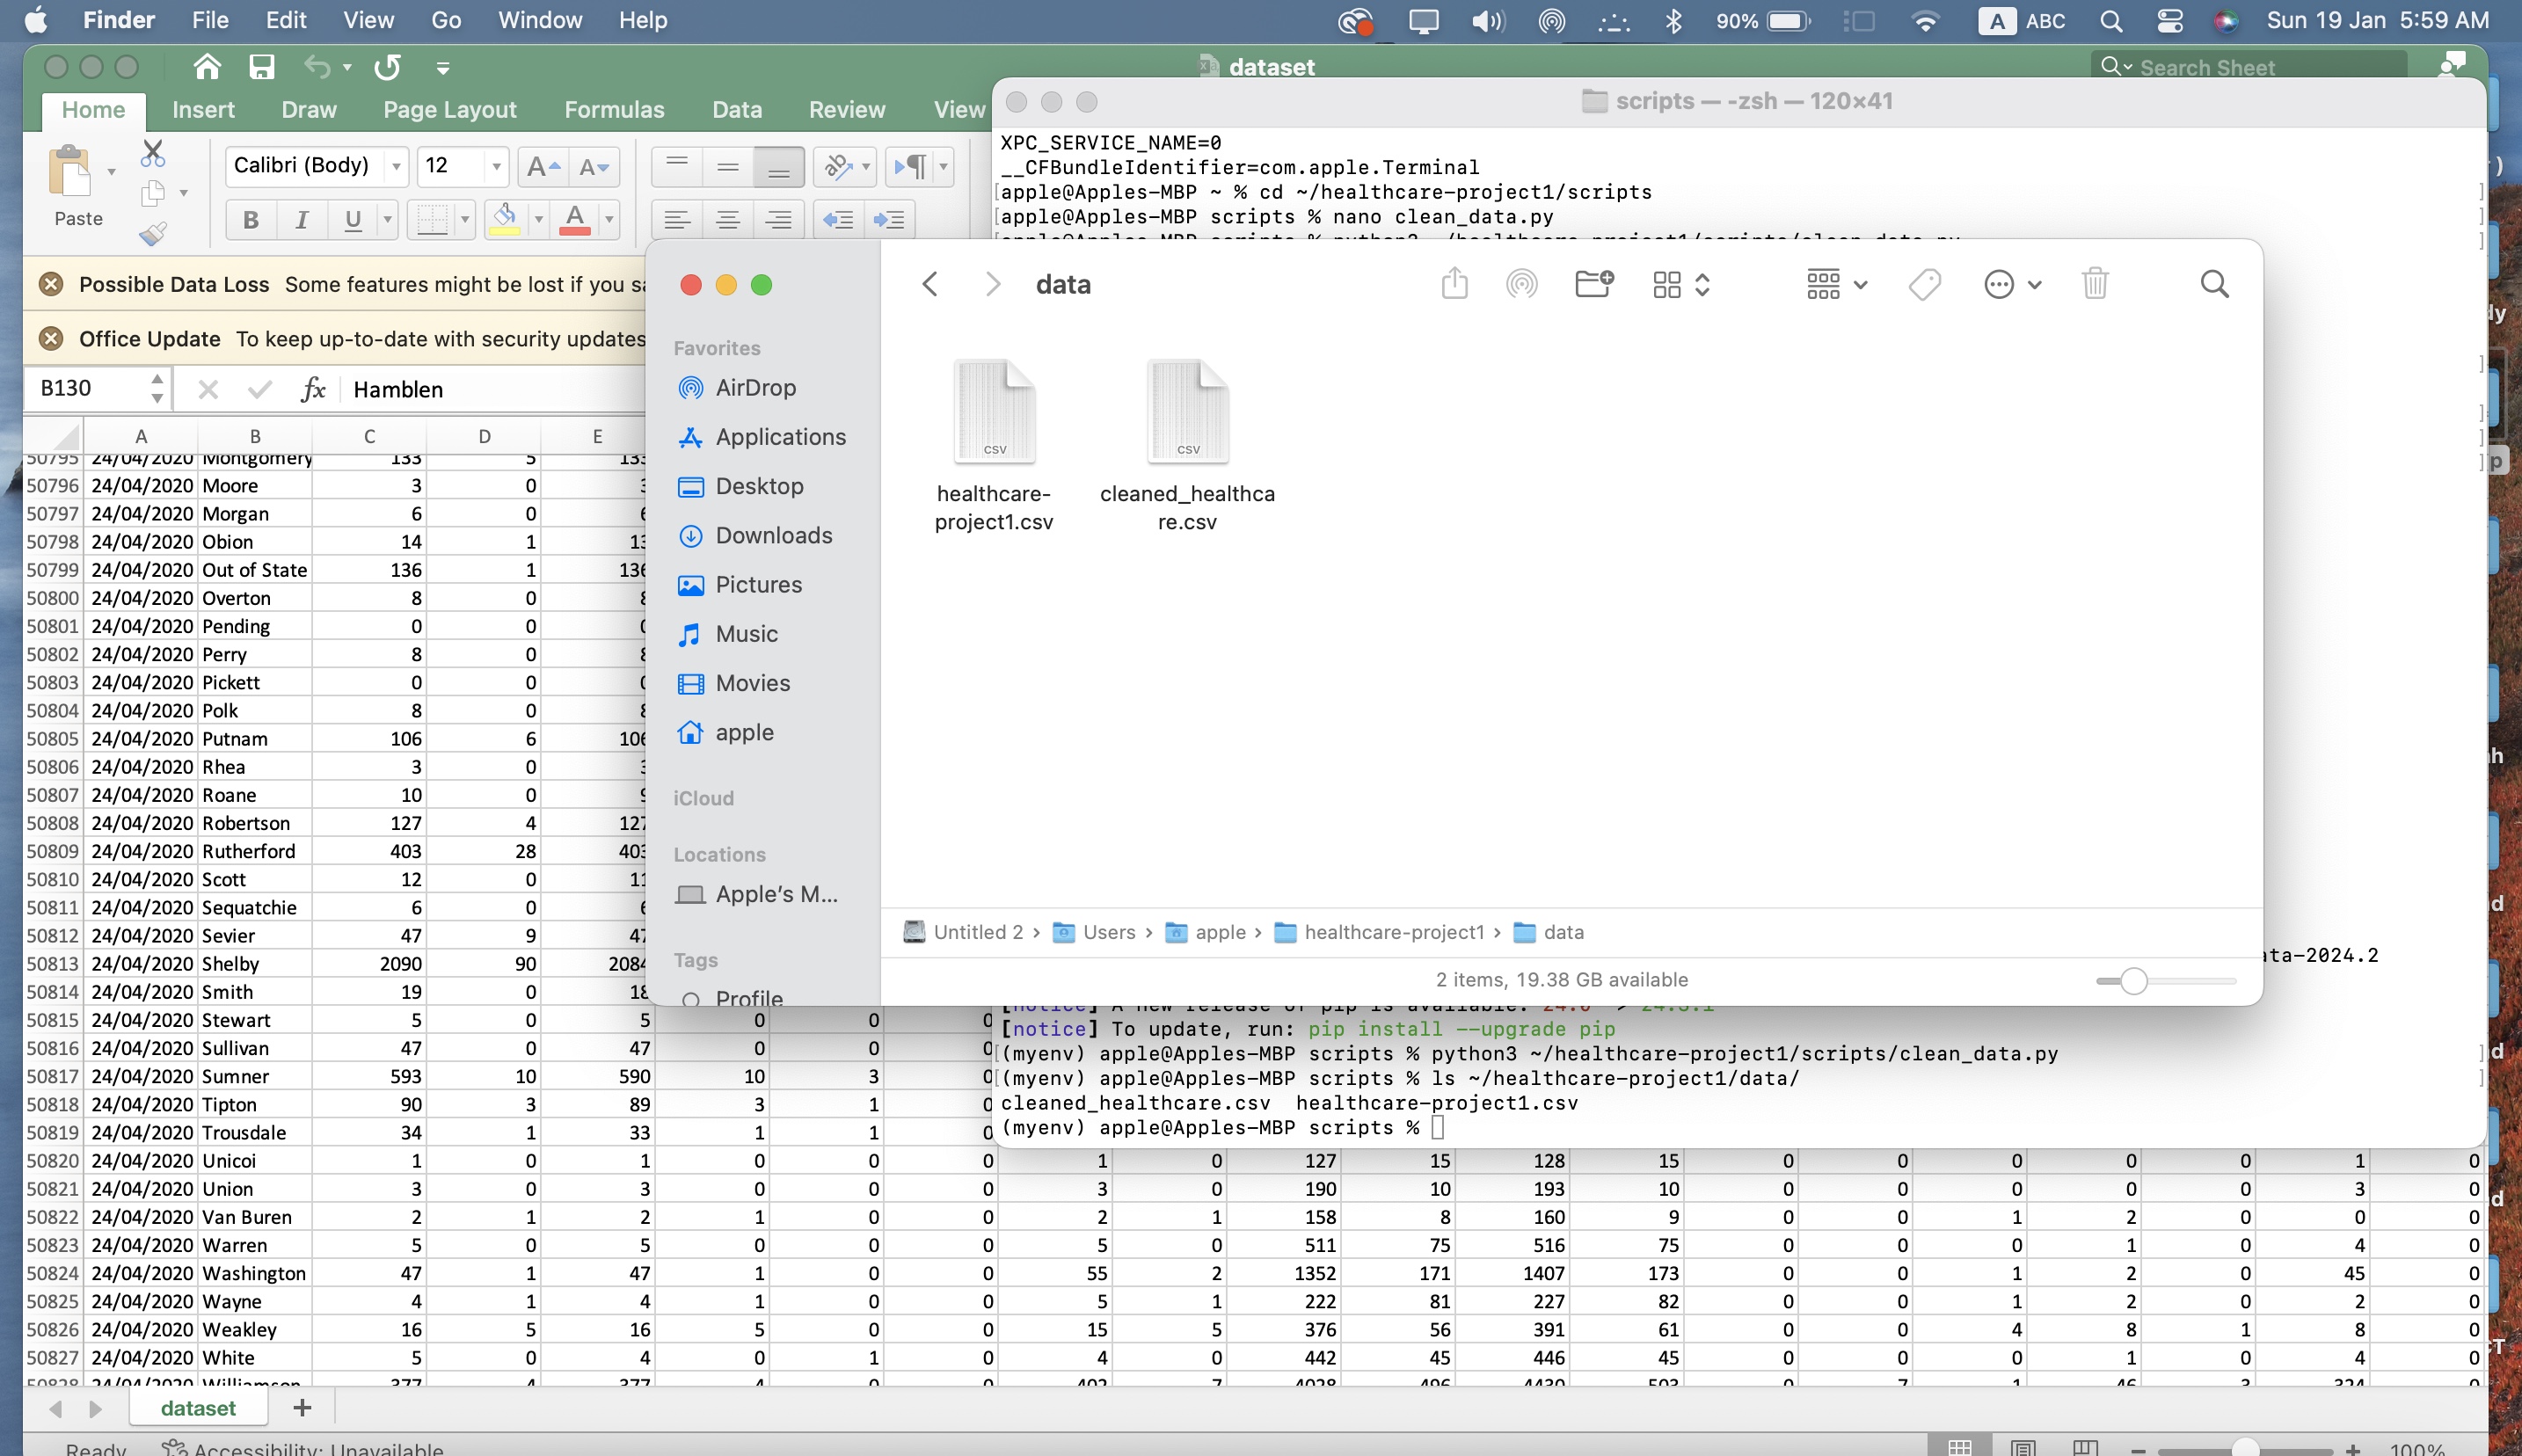 Finder File Edit View Go Window Help 90% A ABC Sun 19 Jan 5:59 AM
dataset
Search Sheet
Home Insert Draw Page Layout Formulas Data Review View
scripts — -zsh — 120×41
Paste
Calibri (Body) 12
B I U A
XPC_SERVICE_NAME=0
__CFBundleIdentifier=com.apple.Terminal
[apple@Apples-MBP ~ % cd ~/healthcare-project1/scripts ]
[apple@Apples-MBP scripts % nano clean_data.py ]
Possible Data Loss Some features might be lost if you
Office Update To keep up-to-date with security updates
B130 fx Hamblen
data
Favorites
AirDrop
Applications
Desktop
Downloads
Pictures
Music
Movies
apple
iCloud
Locations
Apple's M...
Tags
Profile
CSV
healthcare-
project1.csv
CSV
cleaned_healthca
re.csv
Untitled 2 › Users › apple › healthcare-project1 › data
2 items, 19.38 GB available
A B C D E
50795 24/04/2020 Montgomery 133 5
50796 24/04/2020 Moore 3 0
50797 24/04/2020 Morgan 6 0
50798 24/04/2020 Obion 14 1
50799 24/04/2020 Out of State 136 1
50800 24/04/2020 Overton 8 0
50801 24/04/2020 Pending 0 0
50802 24/04/2020 Perry 8 0
50803 24/04/2020 Pickett 0 0
50804 24/04/2020 Polk 8 0
50805 24/04/2020 Putnam 106 6 106
50806 24/04/2020 Rhea 3 0
50807 24/04/2020 Roane 10 0
50808 24/04/2020 Robertson 127 4 127
50809 24/04/2020 Rutherford 403 28 403
50810 24/04/2020 Scott 12 0
50811 24/04/2020 Sequatchie 6 0
50812 24/04/2020 Sevier 47 9 47
50813 24/04/2020 Shelby 2090 90 2084
50814 24/04/2020 Smith 19 0 18
50815 24/04/2020 Stewart 5 0 5 0 0 0
50816 24/04/2020 Sullivan 47 0 47 0 0 0
50817 24/04/2020 Sumner 593 10 590 10 3 0
50818 24/04/2020 Tipton 90 3 89 3 1 0
50819 24/04/2020 Trousdale 34 1 33 1 1 0
ata-2024.2
[notice] A new release of pip is available: 24.0 -> 24.3.1
[notice] To update, run: pip install --upgrade pip
[(myenv) apple@Apples-MBP scripts % python3 ~/healthcare-project1/scripts/clean_data.py ]
[(myenv) apple@Apples-MBP scripts % ls ~/healthcare-project1/data/ ]
cleaned_healthcare.csv healthcare-project1.csv
(myenv) apple@Apples-MBP scripts %
50820 24/04/2020 Unicoi 1 0 1 0 0 0 1 0 127 15 128 15 0 0 0 0 0 1 0
50821 24/04/2020 Union 3 0 3 0 0 0 3 0 190 10 193 10 0 0 0 0 0 3 0
50822 24/04/2020 Van Buren 2 1 2 1 0 0 2 1 158 8 160 9 0 0 1 2 0 0 0
50823 24/04/2020 Warren 5 0 5 0 0 0 5 0 511 75 516 75 0 0 0 1 0 4 0
50824 24/04/2020 Washington 47 1 47 1 0 0 55 2 1352 171 1407 173 0 0 1 2 0 45 0
50825 24/04/2020 Wayne 4 1 4 1 0 0 5 1 222 81 227 82 0 0 1 2 0 2 0
50826 24/04/2020 Weakley 16 5 16 5 0 0 15 5 376 56 391 61 0 0 4 8 1 8 0
50827 24/04/2020 White 5 0 4 0 1 0 4 0 442 45 446 45 0 0 0 1 0 4 0
50828 24/04/2020 Williamson 377 4 377 4 0 0 402 7 4028 496 4430 503 0 7 1 46 3 324 0
dataset
Ready Accessibility: Unavailable 100%